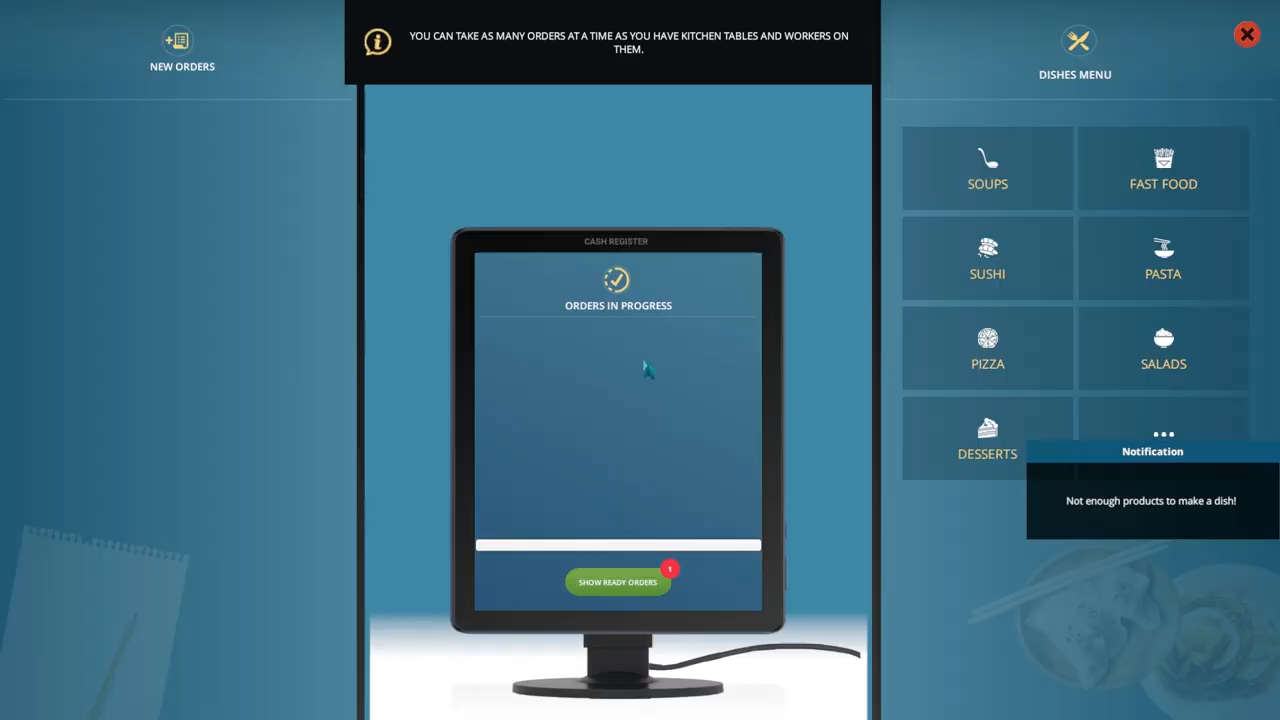 NEW ORDERS
YOU CAN TAKE AS MANY ORDERS AT A TIME AS YOU HAVE KITCHEN TABLES AND WORKERS ON
THEM.
DISHES MENU
SOUPS
FAST FOOD
SUSHI
PASTA
PIZZA
SALADS
DESSERTS
CASH REGISTER
ORDERS IN PROGRESS
SHOW READY ORDERS
1
Notification
Not enough products to make a dish!